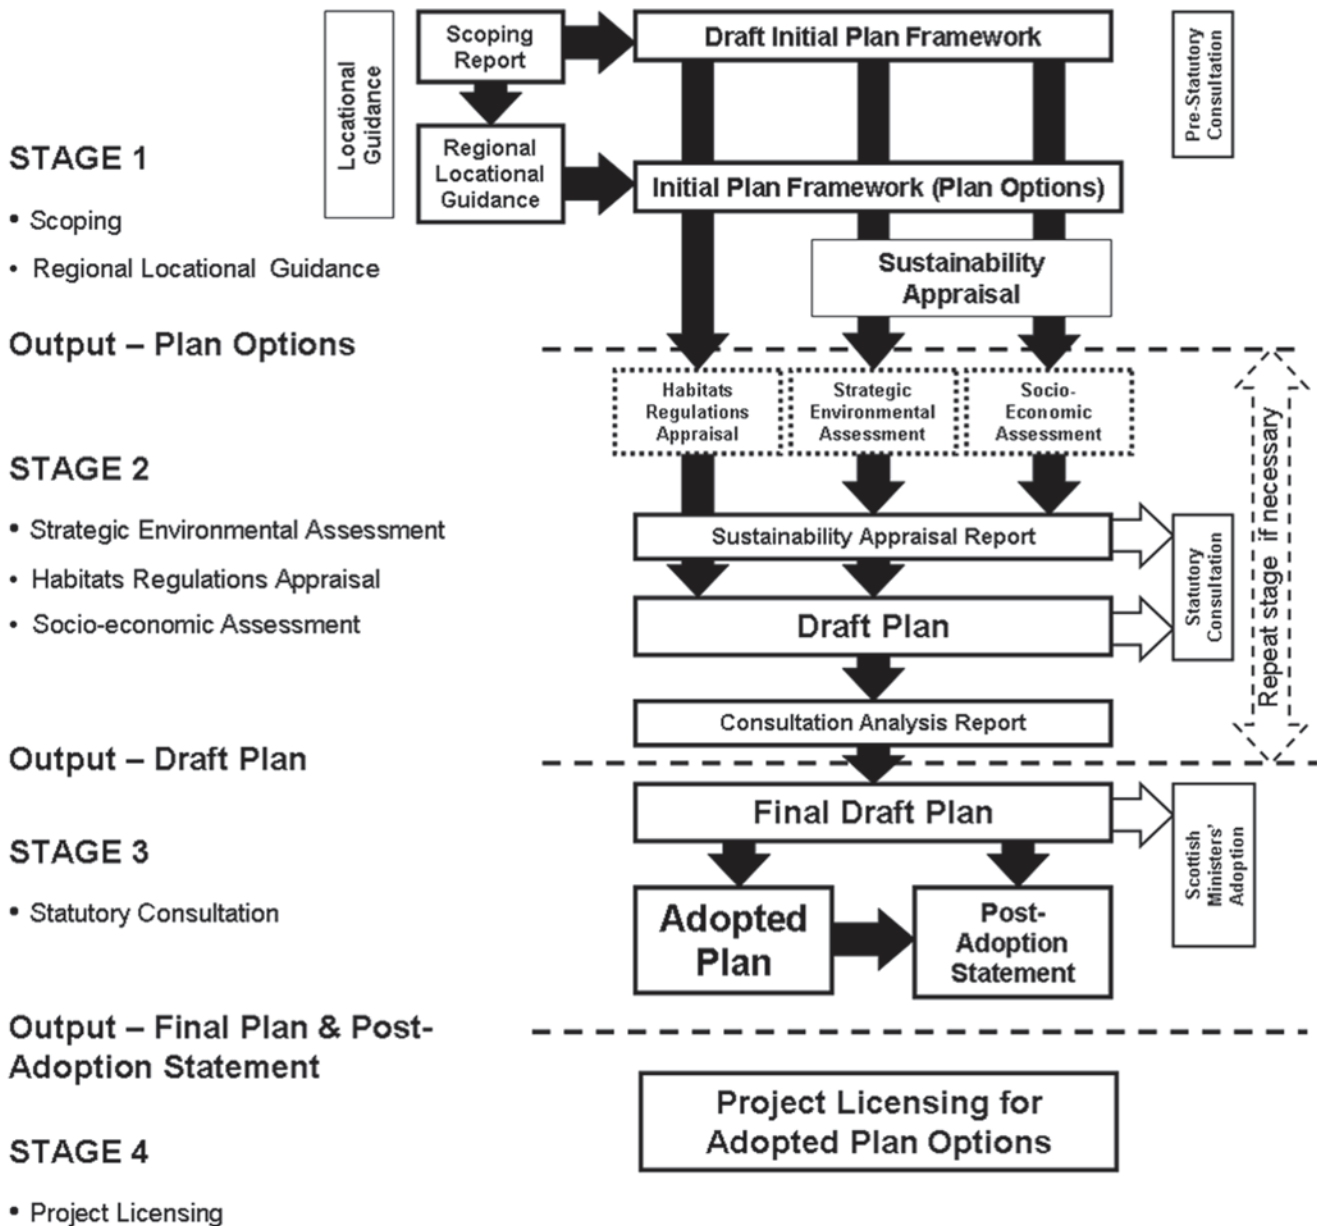 Locational
Guidance
Scoping
Report
Draft Initial Plan Framework
Pre-Statutory
Consultation
STAGE 1
• Scoping
• Regional Locational Guidance
Regional
Locational
Guidance
Initial Plan Framework (Plan Options)
Sustainability
Appraisal
Output – Plan Options
Habitats
Regulations
Appraisal
Strategic
Environmental
Assessment
Socio-
Economic
Assessment
STAGE 2
• Strategic Environmental Assessment
• Habitats Regulations Appraisal
• Socio-economic Assessment
Sustainability Appraisal Report
Draft Plan
Consultation Analysis Report
Statutory
Consultation
Repeat stage if necessary
Output – Draft Plan
Final Draft Plan
Scottish
Ministers'
Adoption
STAGE 3
• Statutory Consultation
Adopted
Plan
Post-
Adoption
Statement
Output – Final Plan & Post-
Adoption Statement
Project Licensing for
Adopted Plan Options
STAGE 4
• Project Licensing